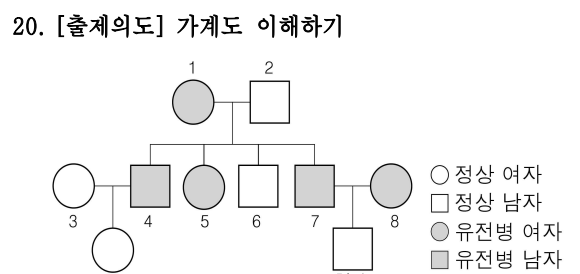 20. [출제의도] 가계도 이해하기
1 2
정상 여자
정상 남자
3 4 5 6 7 8
유전병 여자
유전병 남자